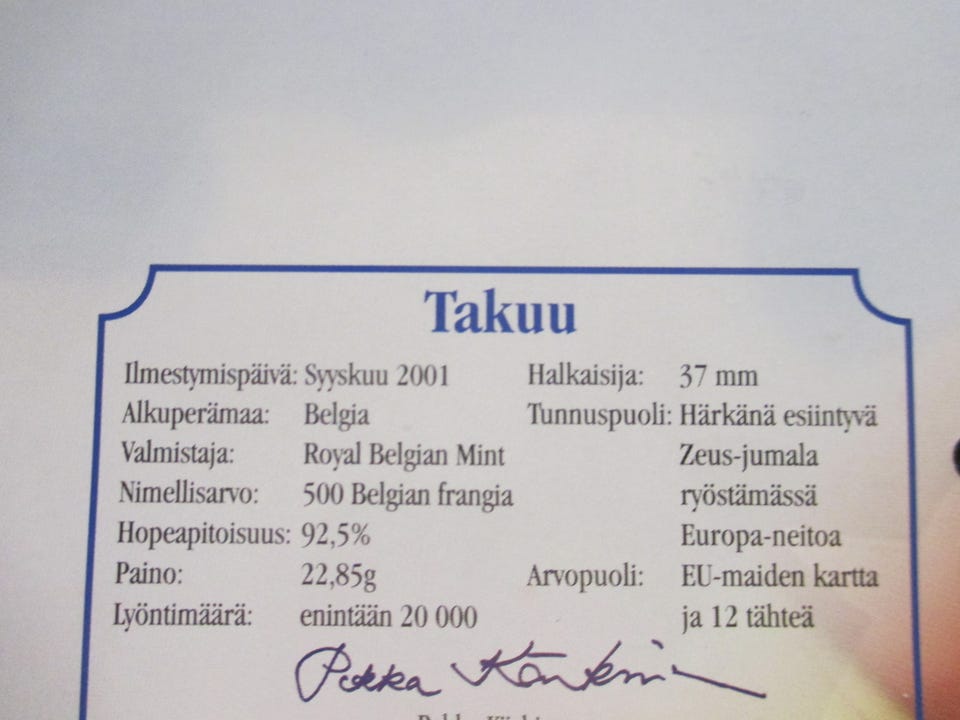 Takuu
Ilmestymispäivä: Syyskuu 2001
Alkuperämaa: Belgia
Valmistaja: Royal Belgian Mint
Nimellisarvo: 500 Belgian frangia
Hopeapitoisuus: 92,5%
Paino: 22,85g
Lyöntimäärä: enintään 20 000
Halkaisija: 37 mm
Tunnuspuoli: Härkänä esiintyvä
Zeus-jumala
ryöstämässä
Europa-neitoa
Arvopuoli: EU-maiden kartta
ja 12 tähteä
Pekka